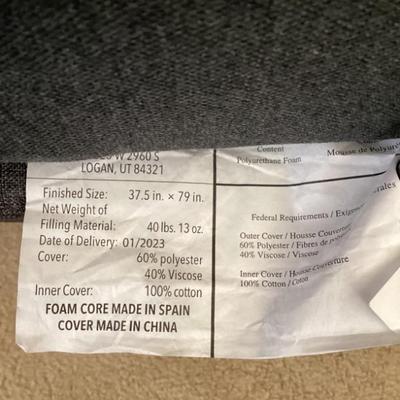 W 2960 S
LOGAN, UT 84321
Finished Size: 37.5 in. × 79 in.
Net Weight of
Filling Material: 40 lbs. 13 oz.
Date of Delivery: 01/2023
Cover: 60% polyester
40% Viscose
Inner Cover: 100% cotton
FOAM CORE MADE IN SPAIN
COVER MADE IN CHINA
Content
Polyurethane Foam Mousse de Polyur
Federal Requirements /
Outer Cover / Housse Couverture
60% Polyester / Fibres de
40% Viscose / Viscose
Inner Cover / Housse Couverture
100% Cotton / Coton